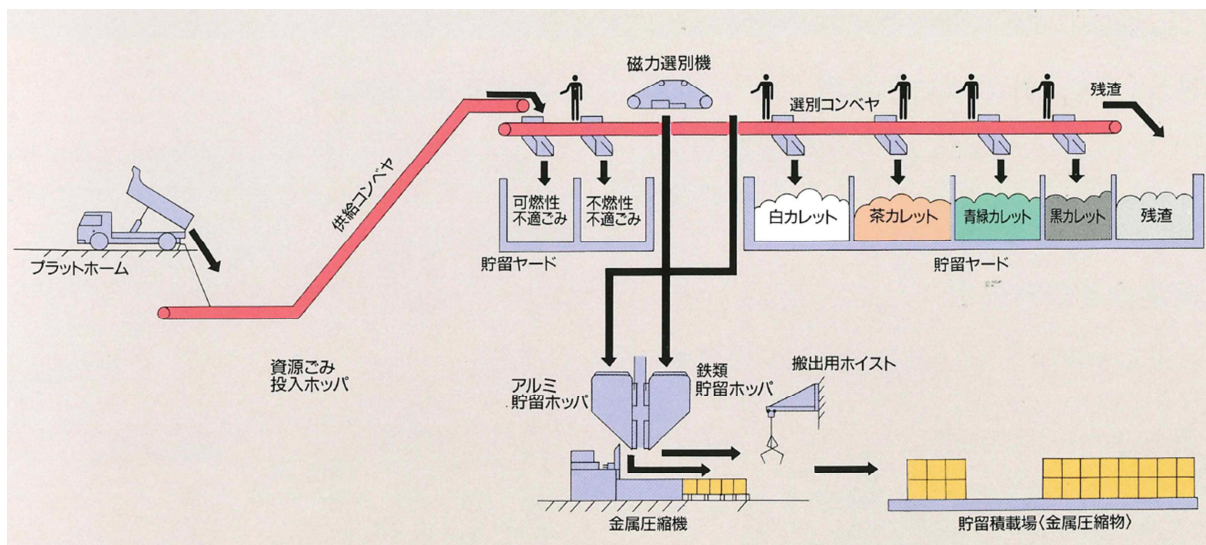 磁力選別機
選別コンベヤ
残渣
供給コンベヤ
可燃性
不適ごみ
不燃性
不適ごみ
白カレット
茶カレット
青緑カレット
黒カレット
残渣
プラットホーム
貯留ヤード
貯留ヤード
資源ごみ
投入ホッパ
アルミ
貯留ホッパ
鉄類
貯留ホッパ
搬出用ホイスト
金属圧縮機
貯留積載場〈金属圧縮物〉